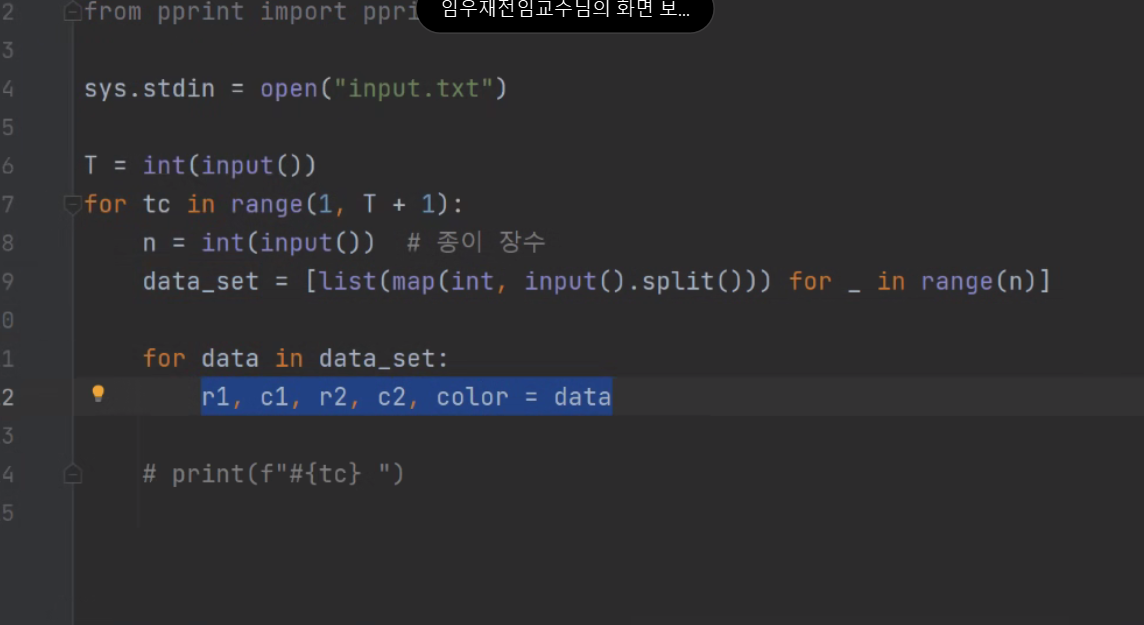 임우재전임교수님의 화면 보...
2 from pprint import ppri
3
4 sys.stdin = open("input.txt")
5
6 T = int(input())
7 for tc in range(1, T + 1):
8 n = int(input())  # 종이 장수
9 data_set = [list(map(int, input().split())) for _ in range(n)]
0
1 for data in data_set:
2 r1, c1, r2, c2, color = data
3
4 # print(f"#{tc} ")
5